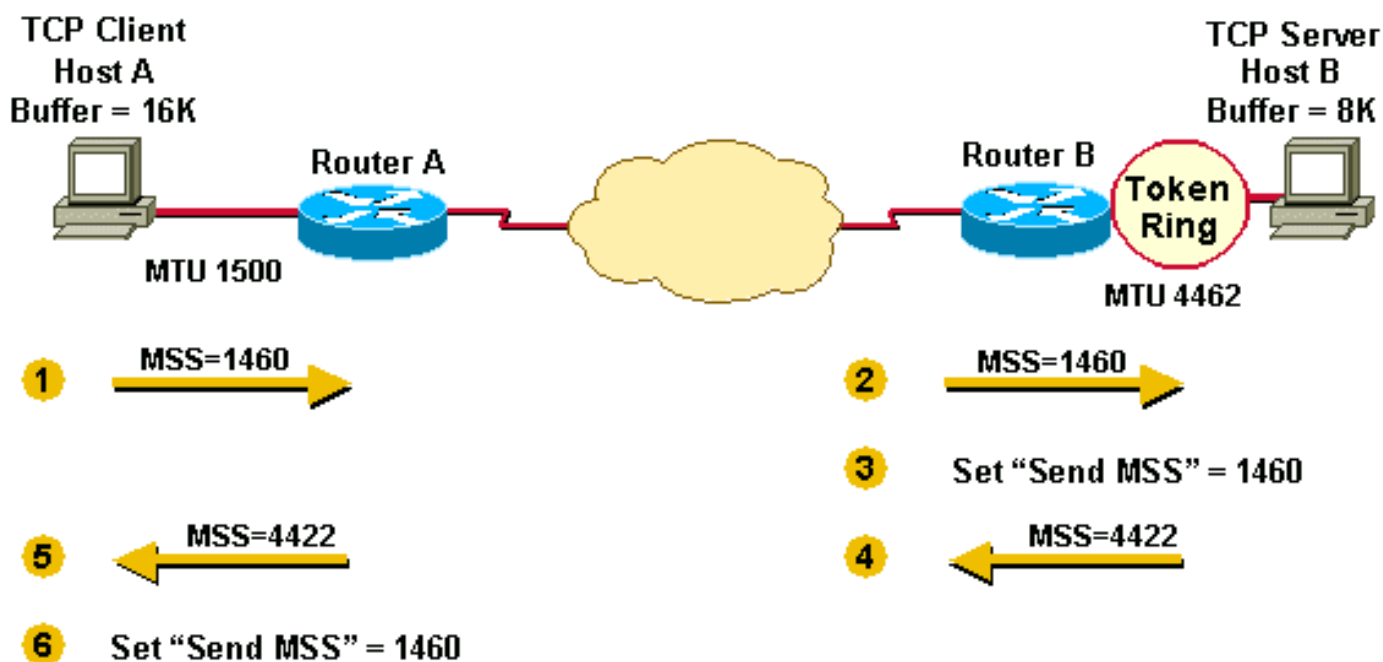 TCP Client
Host A
Buffer = 16K
TCP Server
Host B
Buffer = 8K
Router A
Router B
Token
Ring
MTU 1500
MTU 4462
1
MSS=1460
2
MSS=1460
3
Set “Send MSS” = 1460
5
MSS=4422
4
MSS=4422
6
Set “Send MSS” = 1460